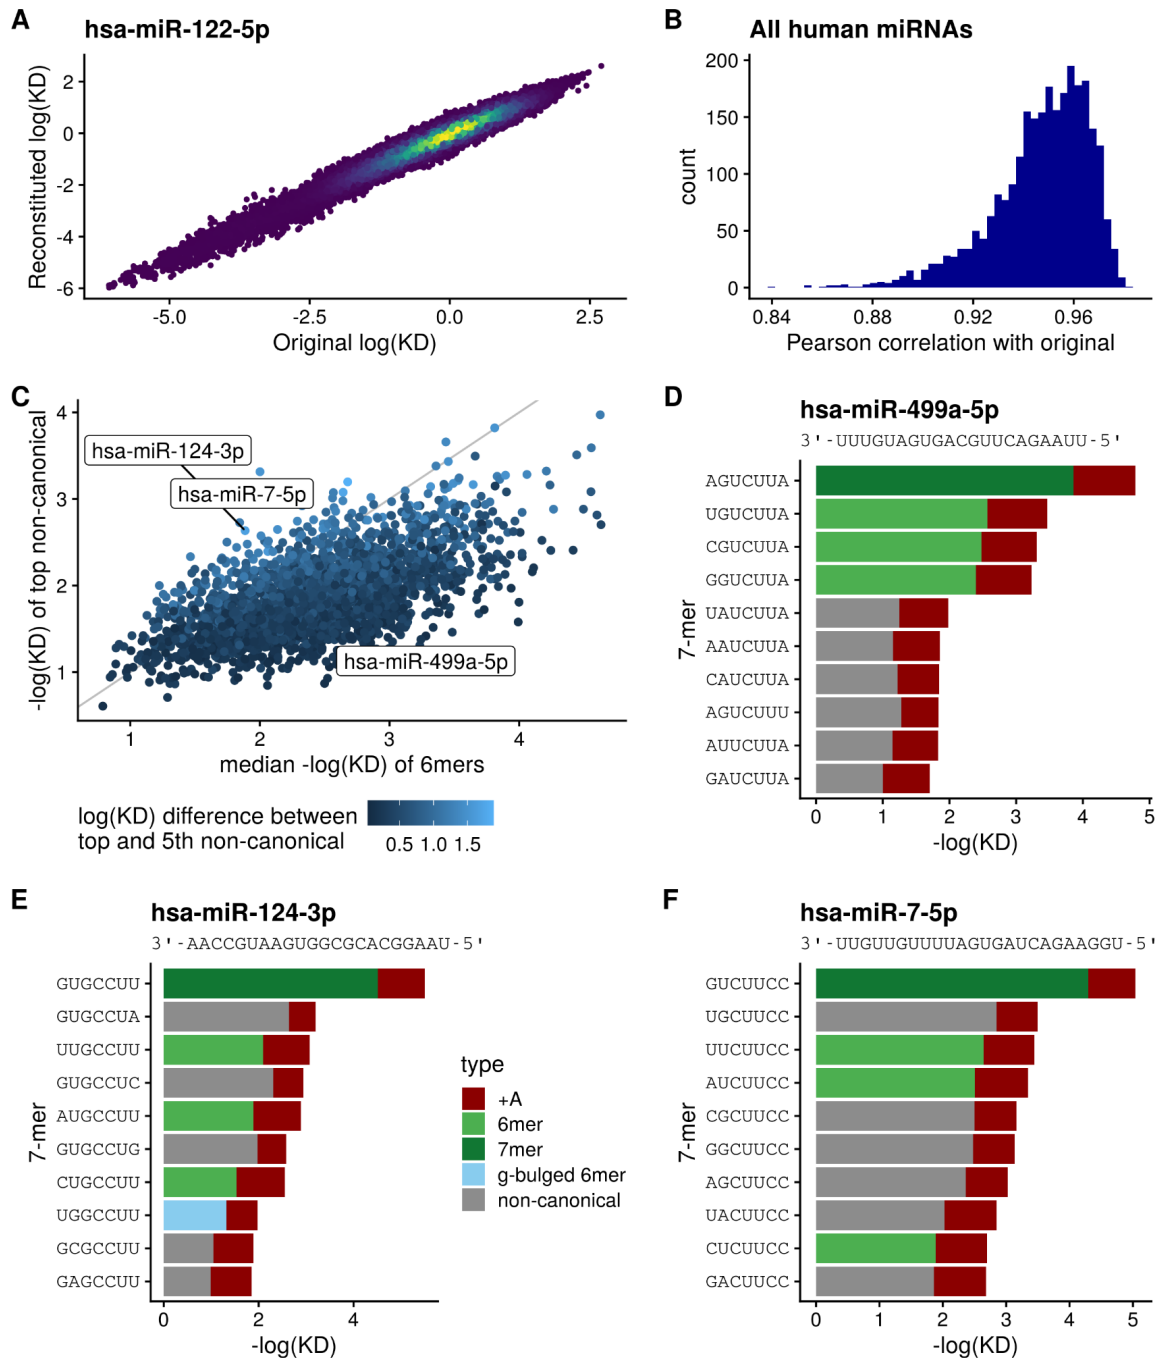 A
hsa-miR-122-5p
Reconstituted log(KD)
2
0
-2
-4
-6
-5.0
-2.5
0.0
2.5
Original log(KD)
B
All human miRNAs
count
200
150
100
50
0
0.84
0.88
0.92
0.96
Pearson correlation with original
C
-log(KD) of top non-canonical
4
3
2
1
hsa-miR-124-3p
hsa-miR-7-5p
hsa-miR-499a-5p
1
2
3
4
median -log(KD) of 6mers
log(KD) difference between
top and 5th non-canonical
0.5 1.0 1.5
D
hsa-miR-499a-5p
3'-UUUGUAGUGACGUUCAGAAUU-5'
7-mer
AGUCUUA
UGUCUUA
CGUCUUA
GGUCUUA
UAUCUUA
AAUCUUA
CAUCUUA
AGUCUUU
AUUCUUA
GAUCUUA
0
1
2
3
4
5
-log(KD)
E
hsa-miR-124-3p
3'-AACCGUAAGUGGCGCACGGAAU-5'
7-mer
GUGCCUU
GUGCCUA
UUGCCUU
GUGCCUC
AUGCCUU
GUGCCUG
CUGCCUU
UGGCCUU
GCGCCUU
GAGCCUU
0
2
4
-log(KD)
type
+A
6mer
7mer
g-bulged 6mer
non-canonical
F
hsa-miR-7-5p
3'-UUGUUGUUUUAGUGAUCAGAAGGU-5'
7-mer
GUCUUCC
UGCUUCC
UUCUUCC
AUCUUCC
CGCUUCC
GGCUUCC
AGCUUCC
UACUUCC
CUCUUCC
GACUUCC
0
1
2
3
4
5
-log(KD)